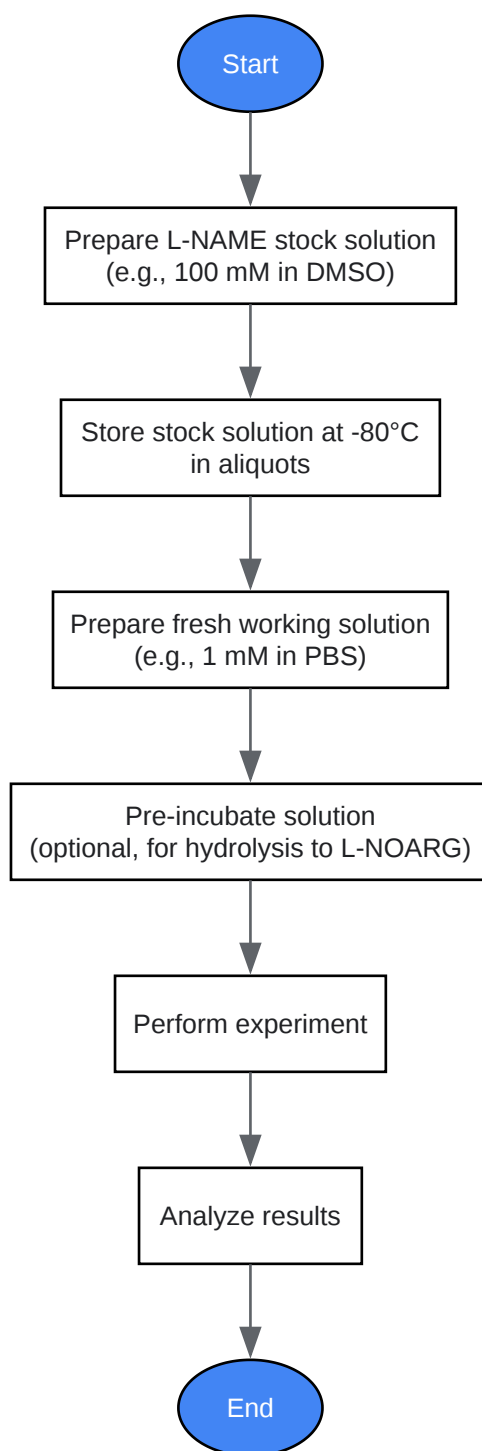 Start
Prepare L-NAME stock solution
(e.g., 100 mM in DMSO)
Store stock solution at -80°C
in aliquots
Prepare fresh working solution
(e.g., 1 mM in PBS)
Pre-incubate solution
(optional, for hydrolysis to L-NOARG)
Perform experiment
Analyze results
End